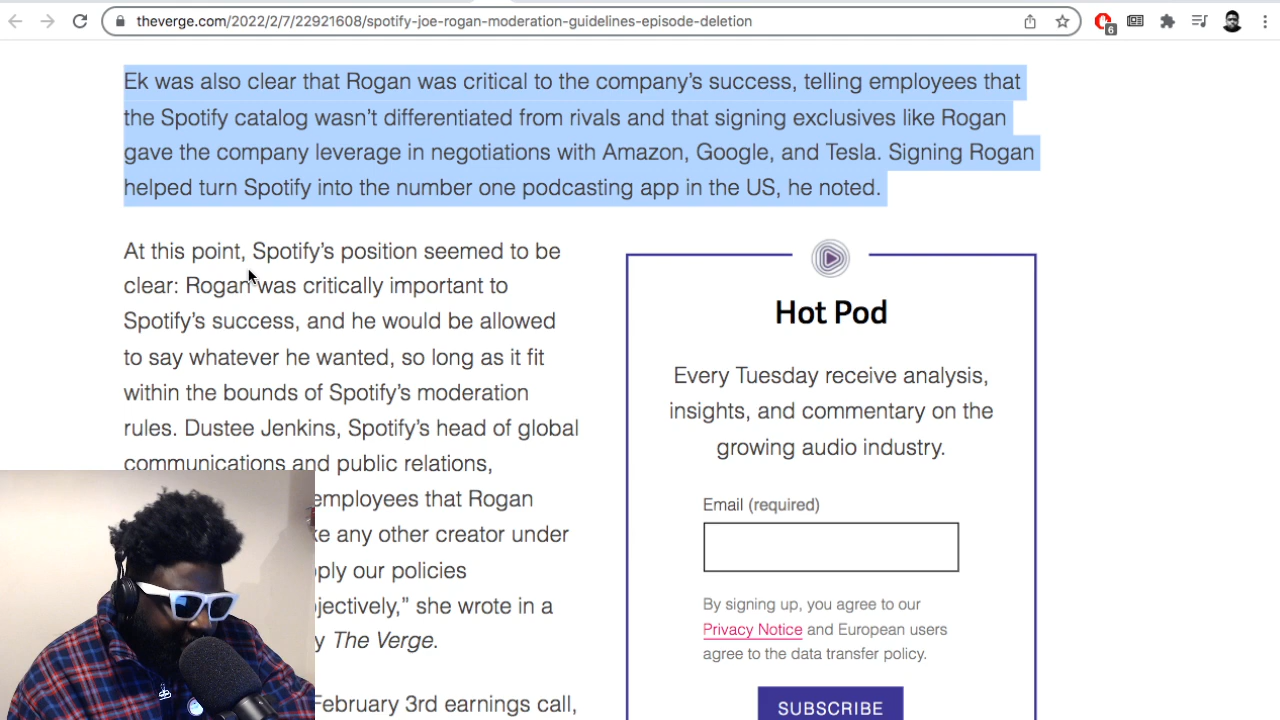 theverge.com/2022/2/7/22921608/spotify-joe-rogan-moderation-guidelines-episode-deletion
6
Ek was also clear that Rogan was critical to the company's success, telling employees that
the Spotify catalog wasn't differentiated from rivals and that signing exclusives like Rogan
gave the company leverage in negotiations with Amazon, Google, and Tesla. Signing Rogan
helped turn Spotify into the number one podcasting app in the US, he noted.
At this point, Spotify's position seemed to be
clear: Rogan was critically important to
Spotify's success, and he would be allowed
to say whatever he wanted, so long as it fit
within the bounds of Spotify's moderation
rules. Dustee Jenkins, Spotify's head of global
communications and public relations,
employees that Rogan
any other creator under
our policies
she wrote in a
The Verge.
February 3rd earnings call,
Hot Pod
Every Tuesday receive analysis,
insights, and commentary on the
growing audio industry.
Email (required)
By signing up, you agree to our
Privacy Notice and European users
agree to the data transfer policy.
SUBSCRIBE